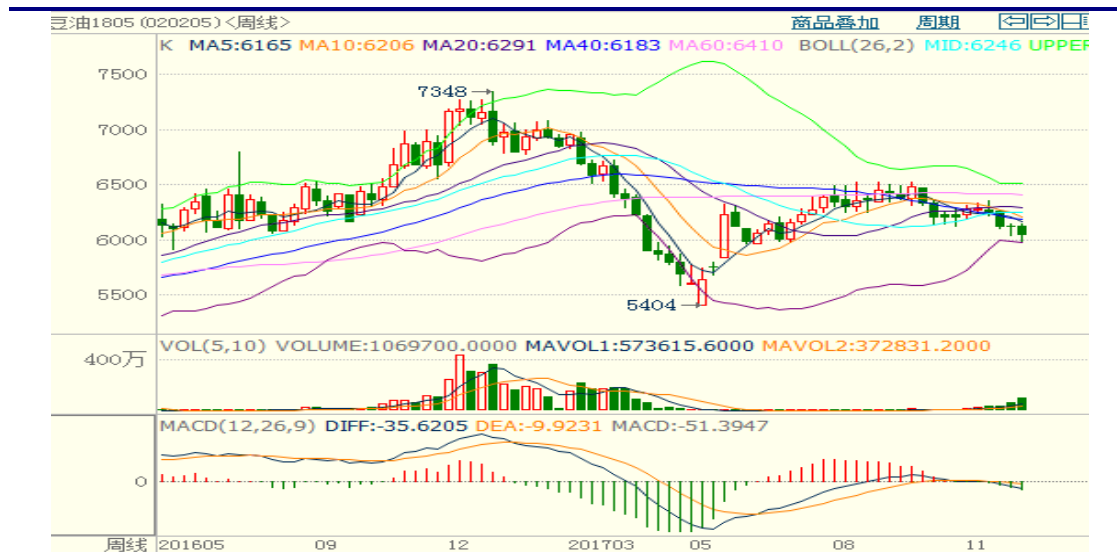 豆油1805(020205)<周线> 商品叠加 周期
K MA5:6165 MA10:6206 MA20:6291 MA40:6183 MA60:6410 BOLL(26,2) MID:6246 UPPER
7500
7348
7000
6500
6000
5500
5404
VOL(5,10) VOLUME:1069700.0000 MAVOL1:573615.6000 MAVOL2:372831.2000
400万
MACD(12,26,9) DIFF:-35.6205 DEA:-9.9231 MACD:-51.3947
0
周线 201605 09 12 201703 05 08 11